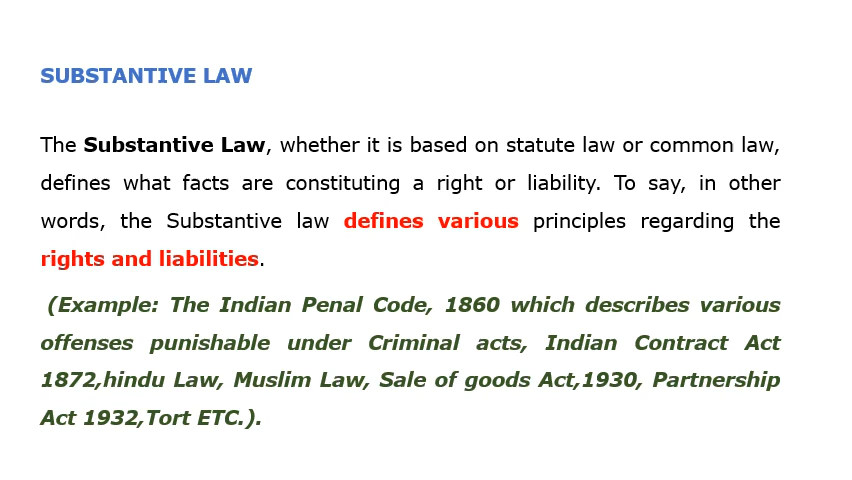 SUBSTANTIVE LAW
The Substantive Law, whether it is based on statute law or common law,
defines what facts are constituting a right or liability. To say, in other
words, the Substantive law defines various principles regarding the
rights and liabilities.
(Example: The Indian Penal Code, 1860 which describes various
offenses punishable under Criminal acts, Indian Contract Act
1872,hindu Law, Muslim Law, Sale of goods Act,1930, Partnership
Act 1932,Tort ETC.).